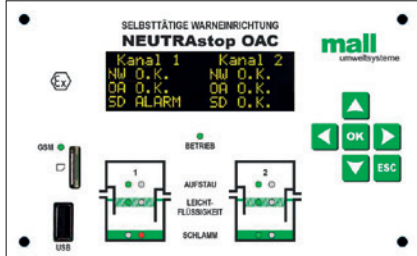 SELBSTTÄTIGE WARNEINRICHTUNG
NEUTRAstop OAC
mall
umweltsysteme
Kanal 1 Kanal 2
NW O.K. NW O.K.
OA O.K. OA O.K.
SD ALARM SD O.K.
Ex
GSM
BETRIEB
OK
ESC
1
2
AUFSTAU
LEICHT-
FLÜSSIGKEIT
SCHLAMM
USB